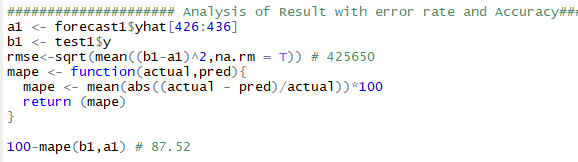 ##################### Analysis of Result with error rate and Accuracy###
a1 <- forecast1$yhat[426:436]
b1 <- test1$y
rmse<-sqrt(mean((b1-a1)^2,na.rm = T)) # 425650
mape <- function(actual,pred){
  mape <- mean(abs((actual - pred)/actual))*100
  return (mape)
}
100-mape(b1,a1) # 87.52